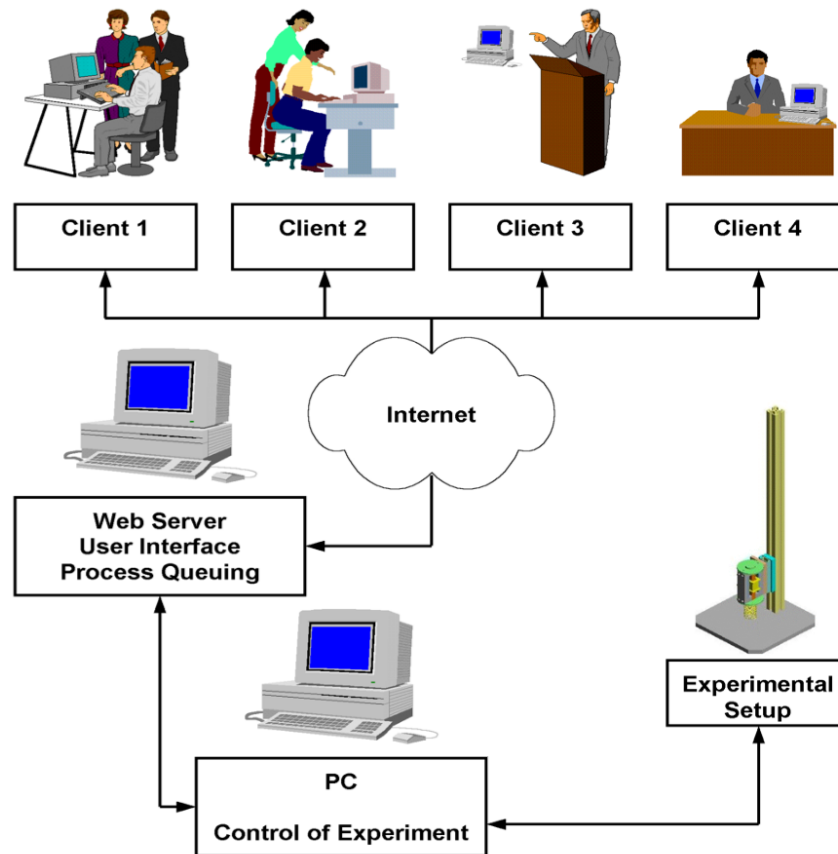 Client 1
Client 2
Client 3
Client 4
Internet
Web Server
User Interface
Process Queuing
Experimental
Setup
PC
Control of Experiment